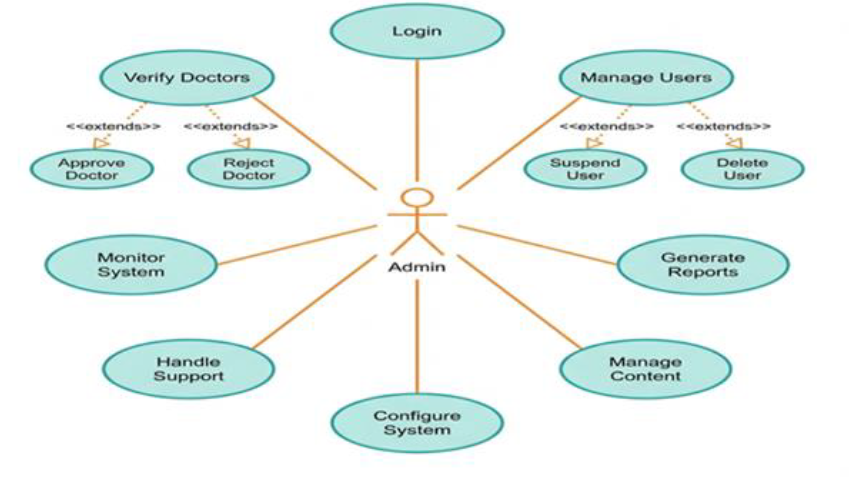 Login
Verify Doctors
Manage Users
<<extends>>
<<extends>>
<<extends>>
<<extends>>
Approve
Doctor
Reject
Doctor
Suspend
User
Delete
User
Monitor
System
Admin
Generate
Reports
Handle
Support
Manage
Content
Configure
System